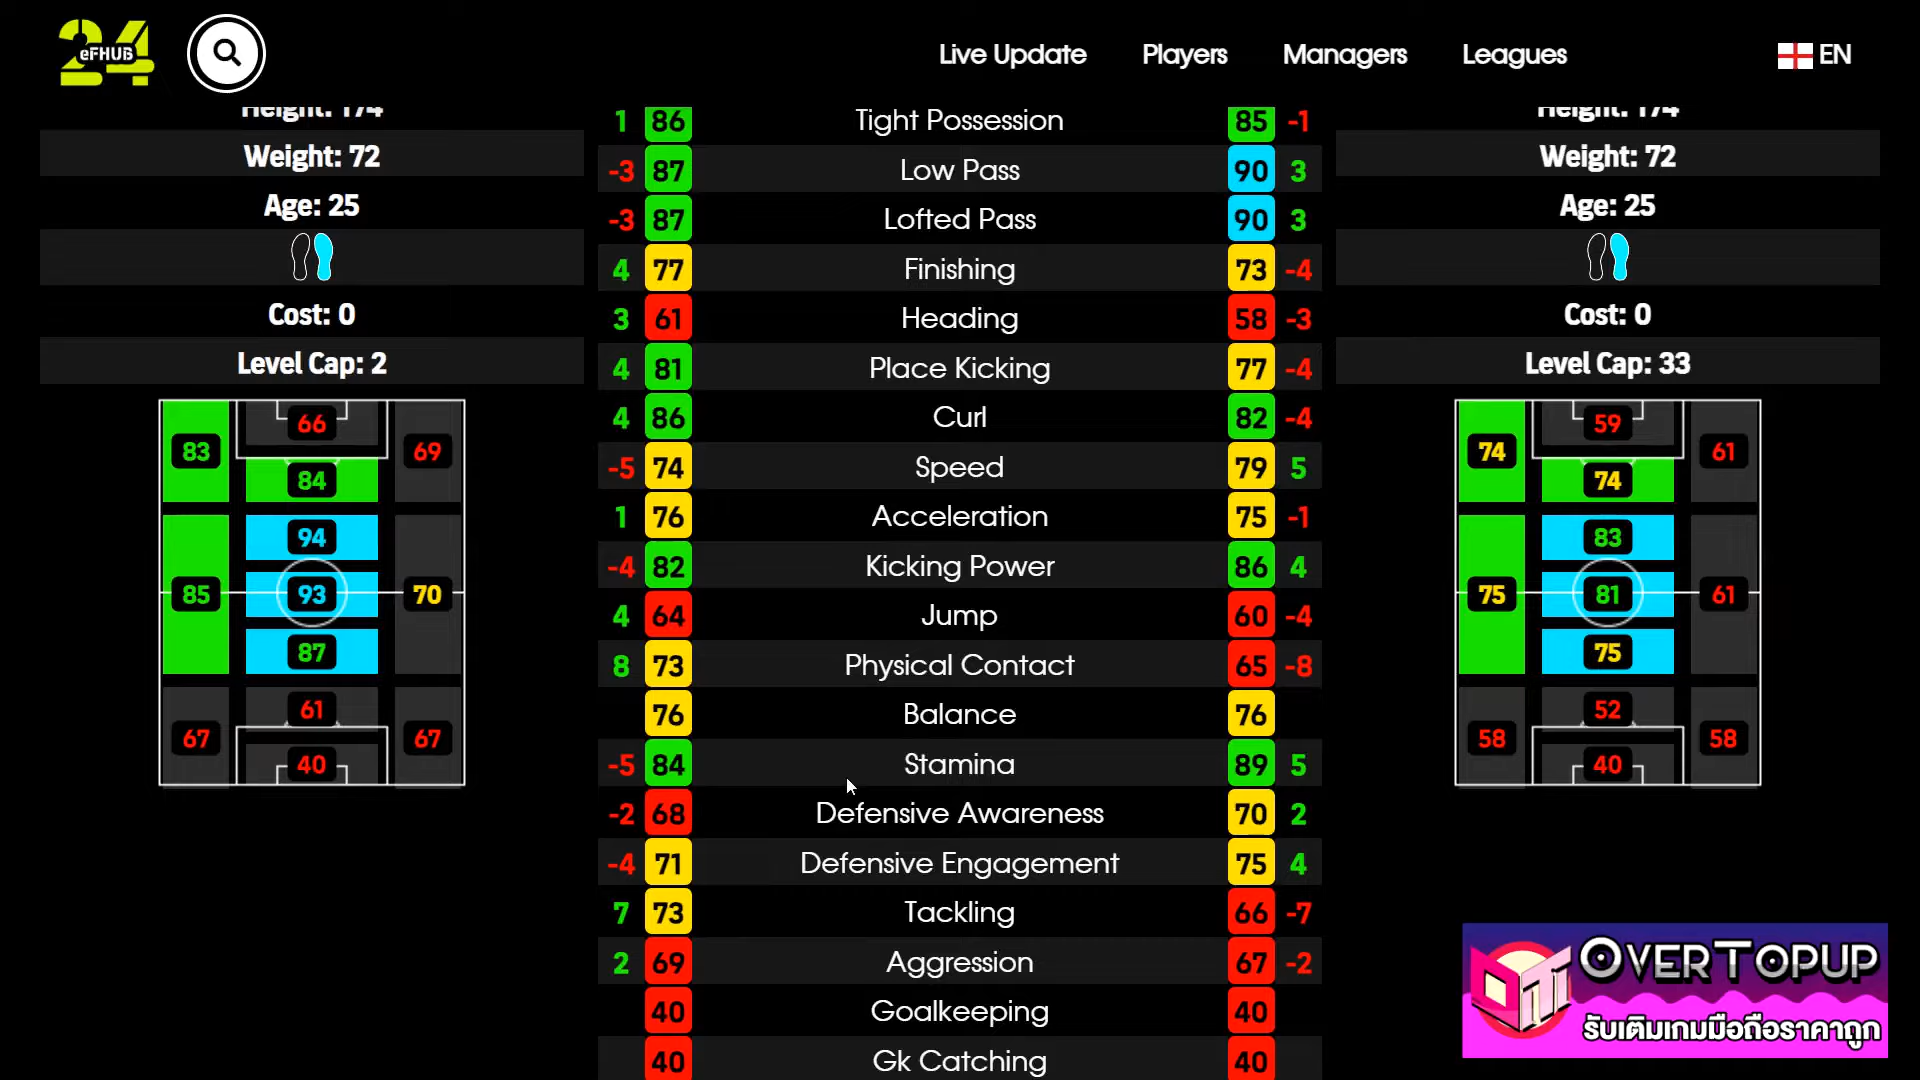 24
eFHUB
Live Update
Players
Managers
Leagues
EN
Height: 174
Weight: 72
Age: 25
Cost: 0
Level Cap: 2
66
83
69
84
94
85
93
70
87
61
67
67
40
1 86 Tight Possession 85 -1
-3 87 Low Pass 90 3
-3 87 Lofted Pass 90 3
4 77 Finishing 73 -4
3 61 Heading 58 -3
4 81 Place Kicking 77 -4
4 86 Curl 82 -4
-5 74 Speed 79 5
1 76 Acceleration 75 -1
-4 82 Kicking Power 86 4
4 64 Jump 60 -4
8 73 Physical Contact 65 -8
76 Balance 76
-5 84 Stamina 89 5
-2 68 Defensive Awareness 70 2
-4 71 Defensive Engagement 75 4
7 73 Tackling 66 -7
2 69 Aggression 67 -2
40 Goalkeeping 40
40 Gk Catching 40
Height: 174
Weight: 72
Age: 25
Cost: 0
Level Cap: 33
59
74
61
74
83
75
81
61
75
52
58
58
40
OTU
OVERTOPUP
รับเติมเกมมือถือราคาถูก